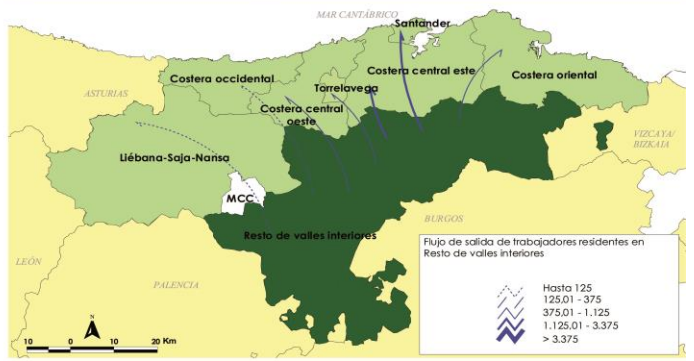 MAR CANTÁBRICO
Santander
Costera occidental
Costera central este
Costera oriental
ASTURIAS
Torrelavega
Costera central
oeste
VIZCAYA/
BIZKAIA
Liébana-Saja-Nansa
MCC
Resto de valles interiores
BURGOS
LEÓN
PALENCIA
Flujo de salida de trabajadores residentes en
Resto de valles interiores
Hasta 125
125,01 - 375
375,01 - 1.125
1.125,01 - 3.375
> 3.375
N
10 0 10 20 Km